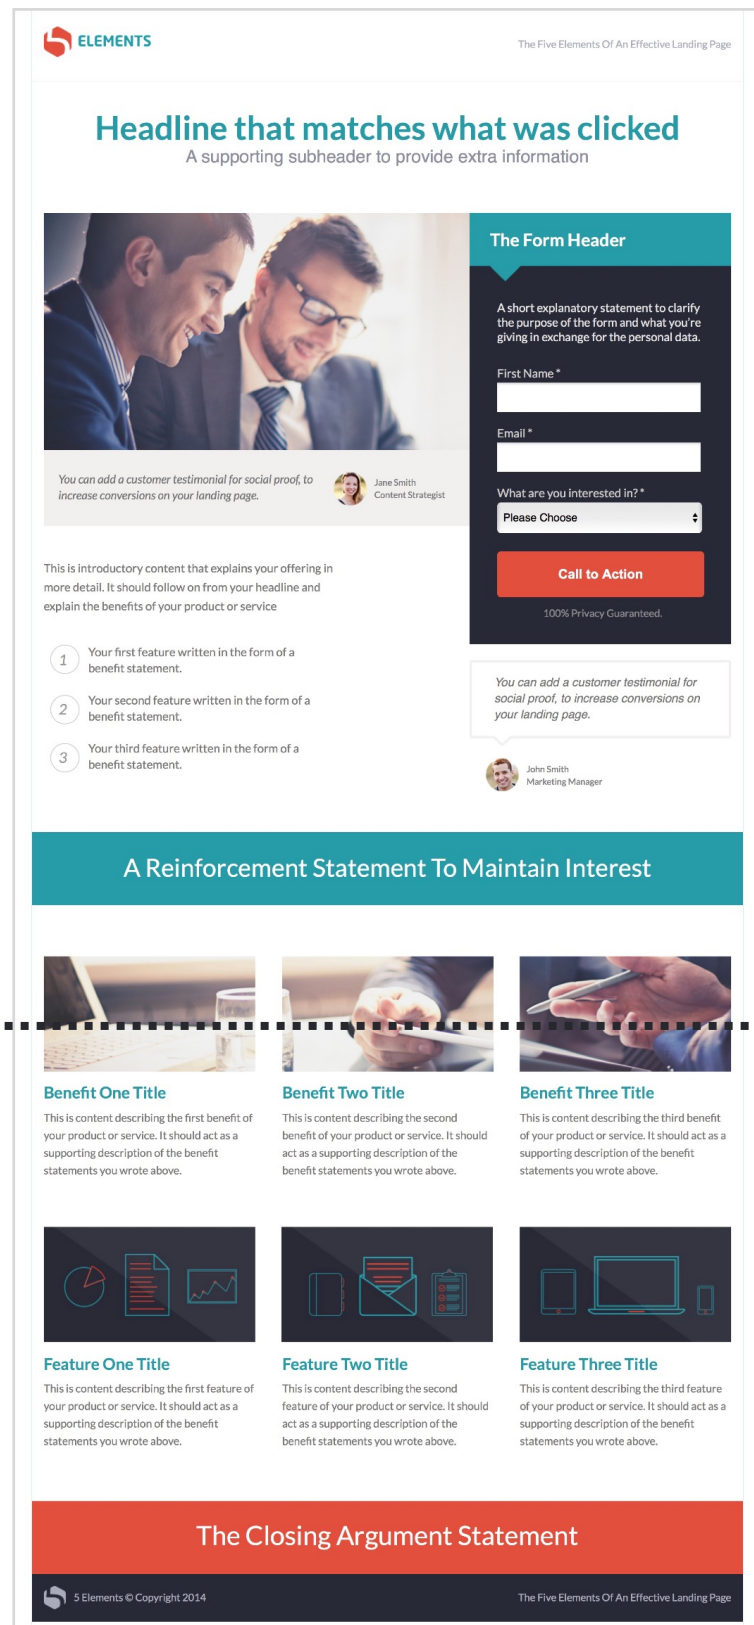 ELEMENTS
The Five Elements Of An Effective Landing Page
Headline that matches what was clicked
A supporting subheader to provide extra information
The Form Header
A short explanatory statement to clarify
the purpose of the form and what you're
giving in exchange for the personal data.
First Name *
Email *
What are you interested in? *
Please Choose
Call to Action
100% Privacy Guaranteed.
You can add a customer testimonial for social proof, to
increase conversions on your landing page.
Jane Smith
Content Strategist
This is introductory content that explains your offering in
more detail. It should follow on from your headline and
explain the benefits of your product or service
1 Your first feature written in the form of a
benefit statement.
2 Your second feature written in the form of a
benefit statement.
3 Your third feature written in the form of a
benefit statement.
You can add a customer testimonial for
social proof, to increase conversions on
your landing page.
John Smith
Marketing Manager
A Reinforcement Statement To Maintain Interest
Benefit One Title
This is content describing the first benefit of
your product or service. It should act as a
supporting description of the benefit
statements you wrote above.
Benefit Two Title
This is content describing the second
benefit of your product or service. It should
act as a supporting description of the
benefit statements you wrote above.
Benefit Three Title
This is content describing the third benefit
of your product or service. It should act as a
supporting description of the benefit
statements you wrote above.
Feature One Title
This is content describing the first feature of
your product or service. It should act as a
supporting description of the benefit
statements you wrote above.
Feature Two Title
This is content describing the second
feature of your product or service. It should
act as a supporting description of the
benefit statements you wrote above.
Feature Three Title
This is content describing the third feature
of your product or service. It should act as a
supporting description of the benefit
statements you wrote above.
The Closing Argument Statement
5 Elements © Copyright 2014
The Five Elements Of An Effective Landing Page